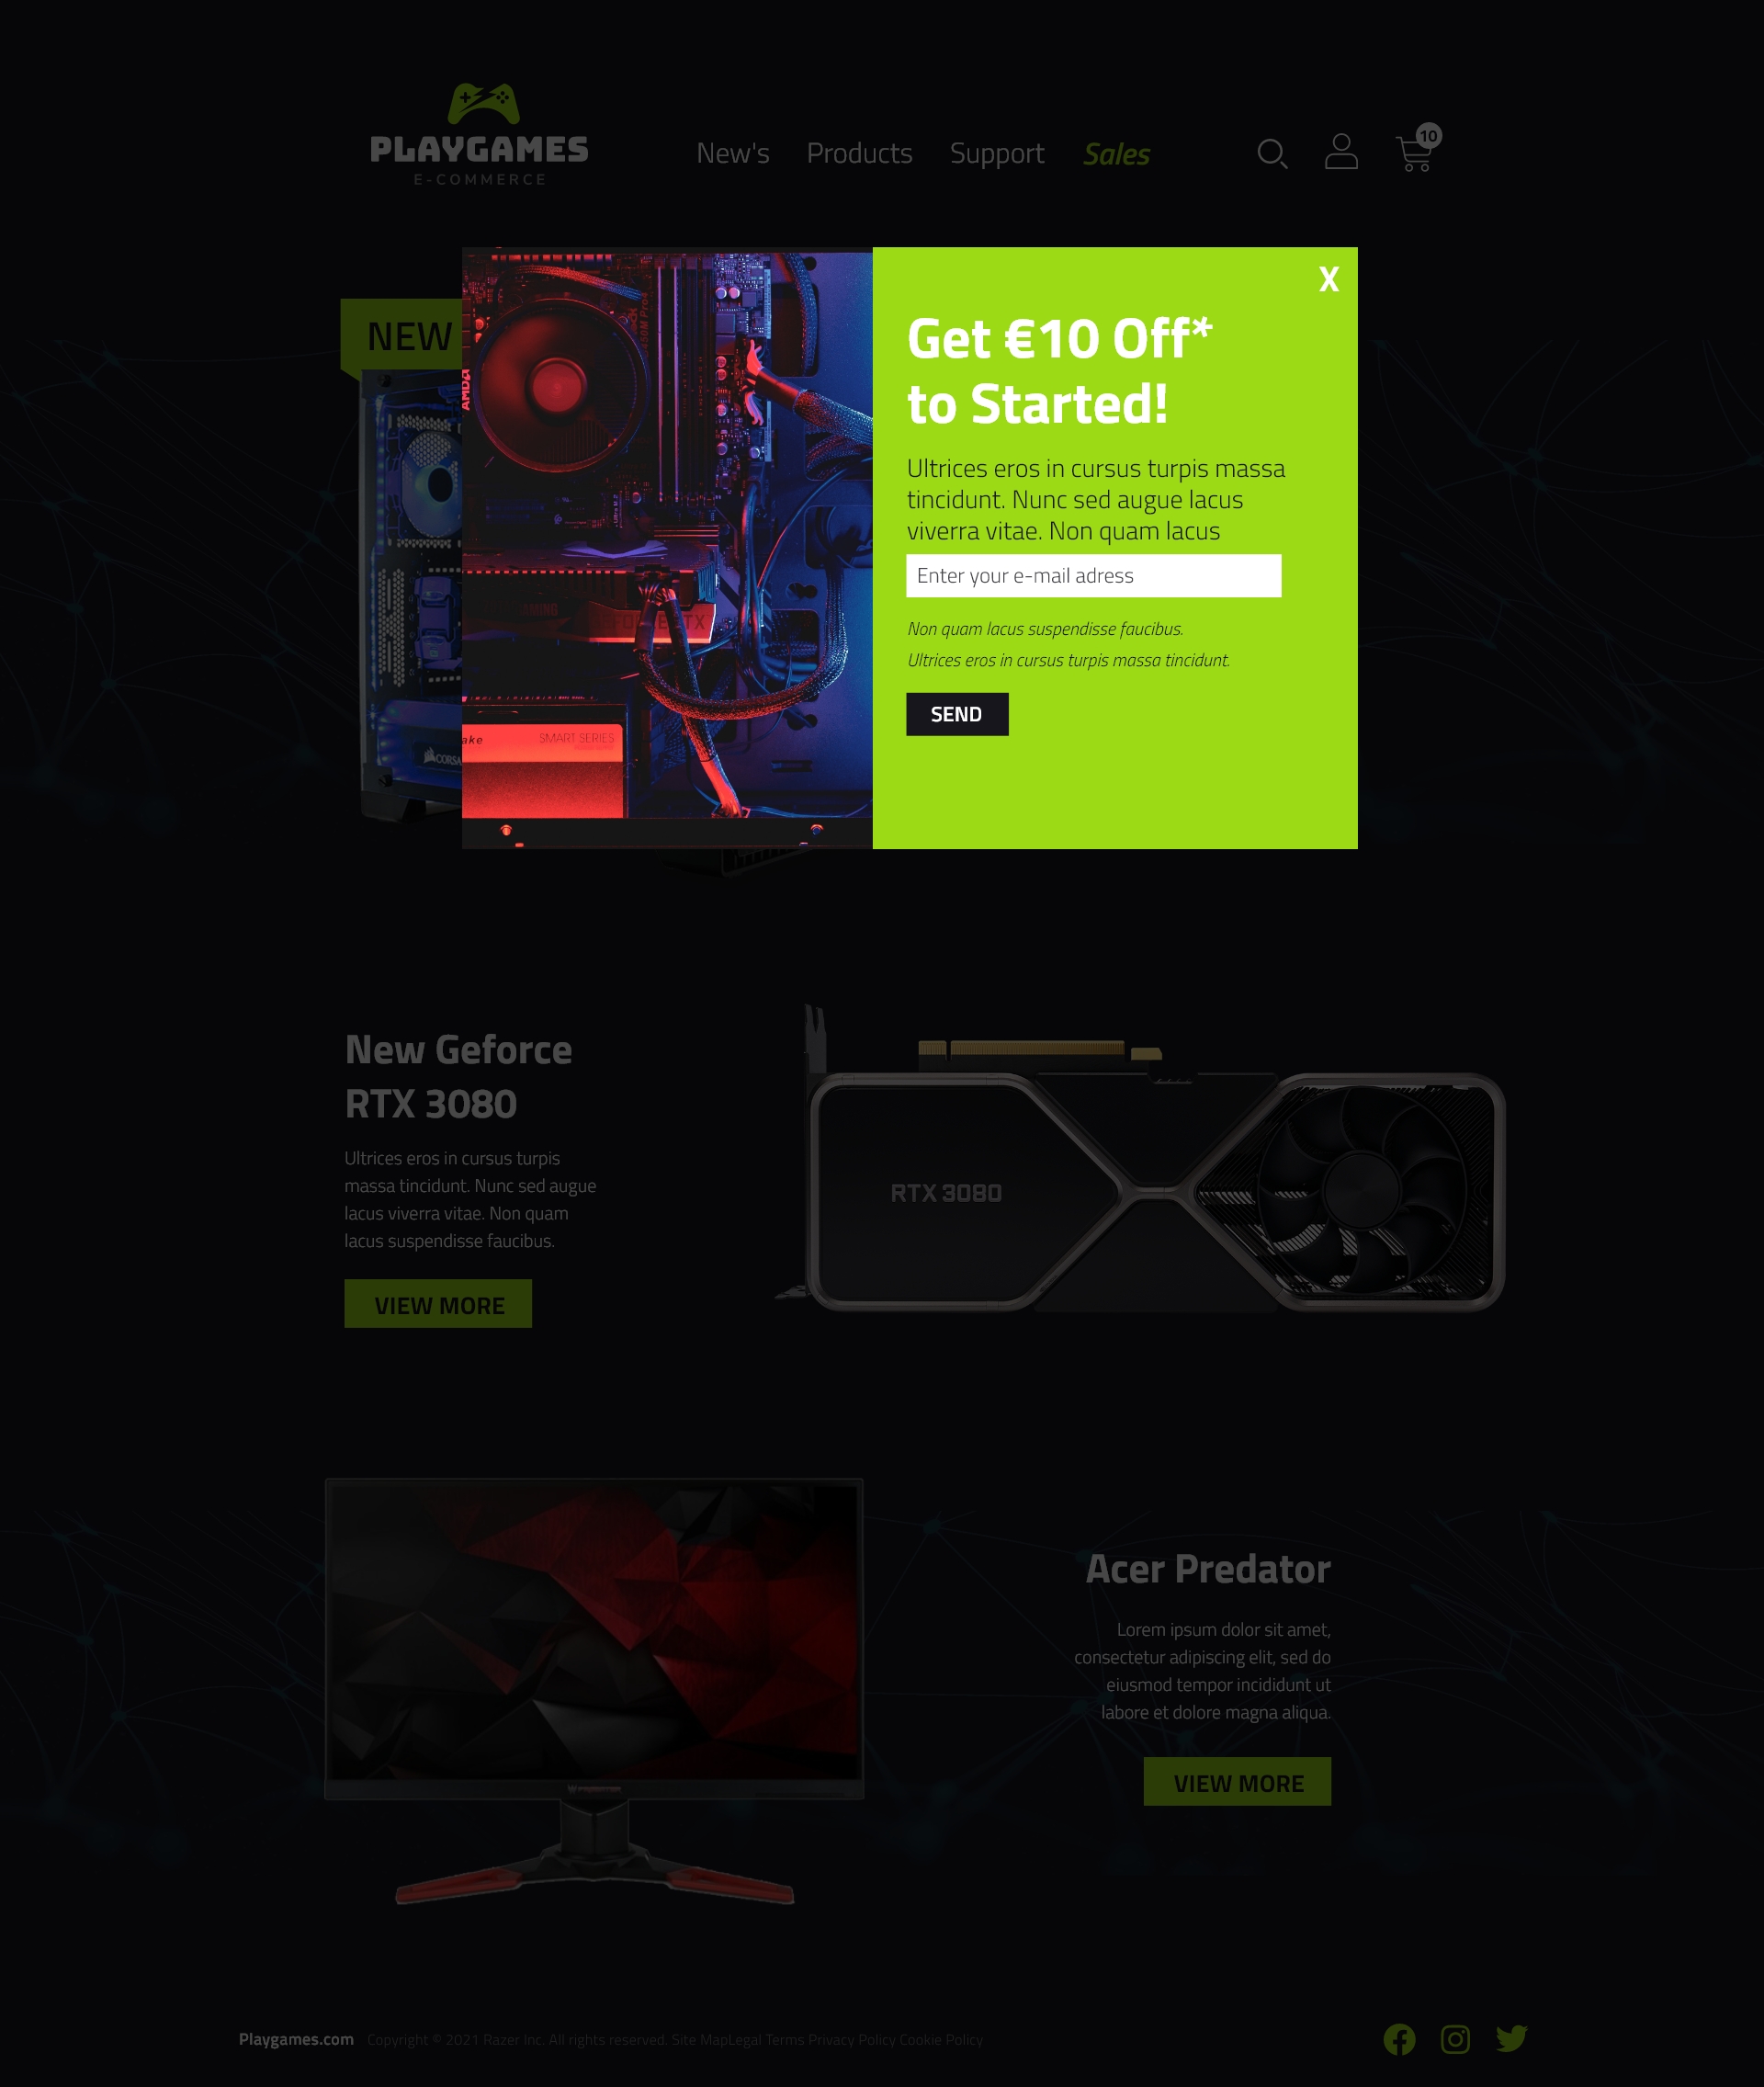 PLAYGAMES
E-COMMERCE
New's Products Support Sales
10
X
NEW
AMD
Get €10 Off*
to Started!
Ultrices eros in cursus turpis massa
tincidunt. Nunc sed augue lacus
viverra vitae. Non quam lacus
Enter your e-mail adress
Non quam lacus suspendisse faucibus.
Ultrices eros in cursus turpis massa tincidunt.
SEND
SMART SERIES
New Geforce
RTX 3080
Ultrices eros in cursus turpis
massa tincidunt. Nunc sed augue
lacus viverra vitae. Non quam
lacus suspendisse faucibus.
VIEW MORE
RTX 3080
Acer Predator
Lorem ipsum dolor sit amet,
consectetur adipiscing elit, sed do
eiusmod tempor incididunt ut
labore et dolore magna aliqua.
VIEW MORE
PREDATOR
Playgames.com Copyright © 2021 Razer Inc. All rights reserved. Site MapLegal Terms Privacy Policy Cookie Policy